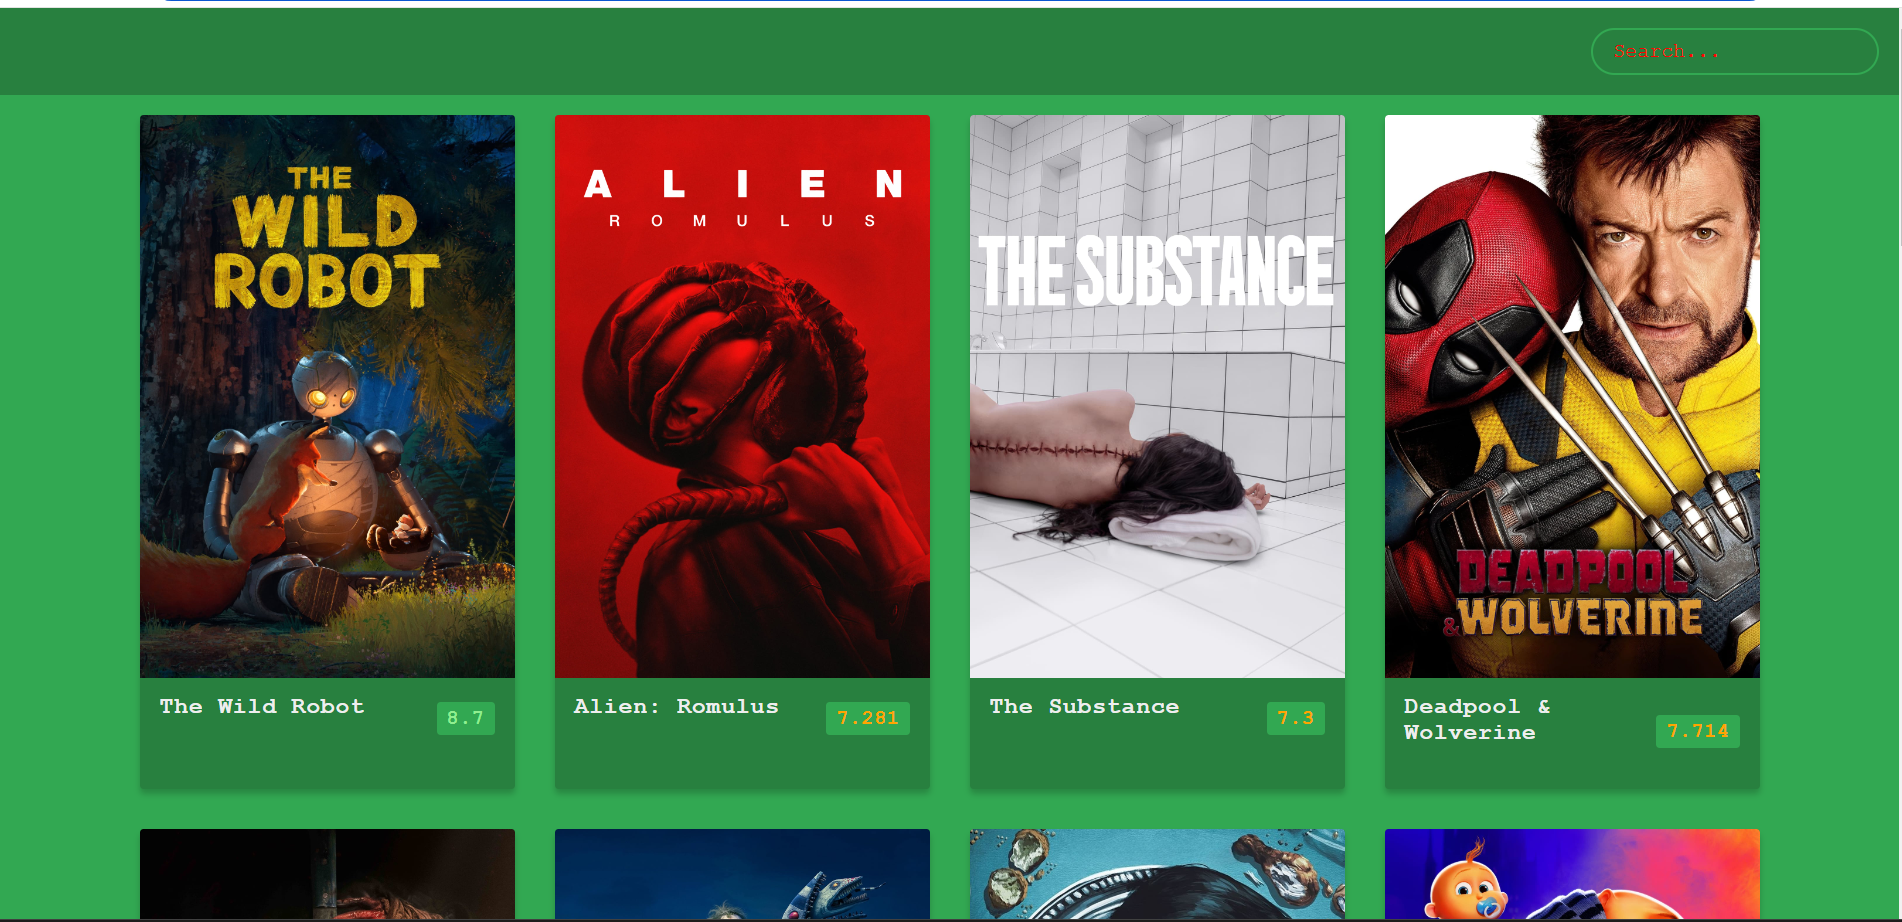 Search...
THE
WILD
ROBOT
ALIEN
ROMULUS
THE SUBSTANCE
DEADPOOL
&WOLVERINE
The Wild Robot
8.7
Alien: Romulus
7.281
The Substance
7.3
Deadpool &
Wolverine
7.714